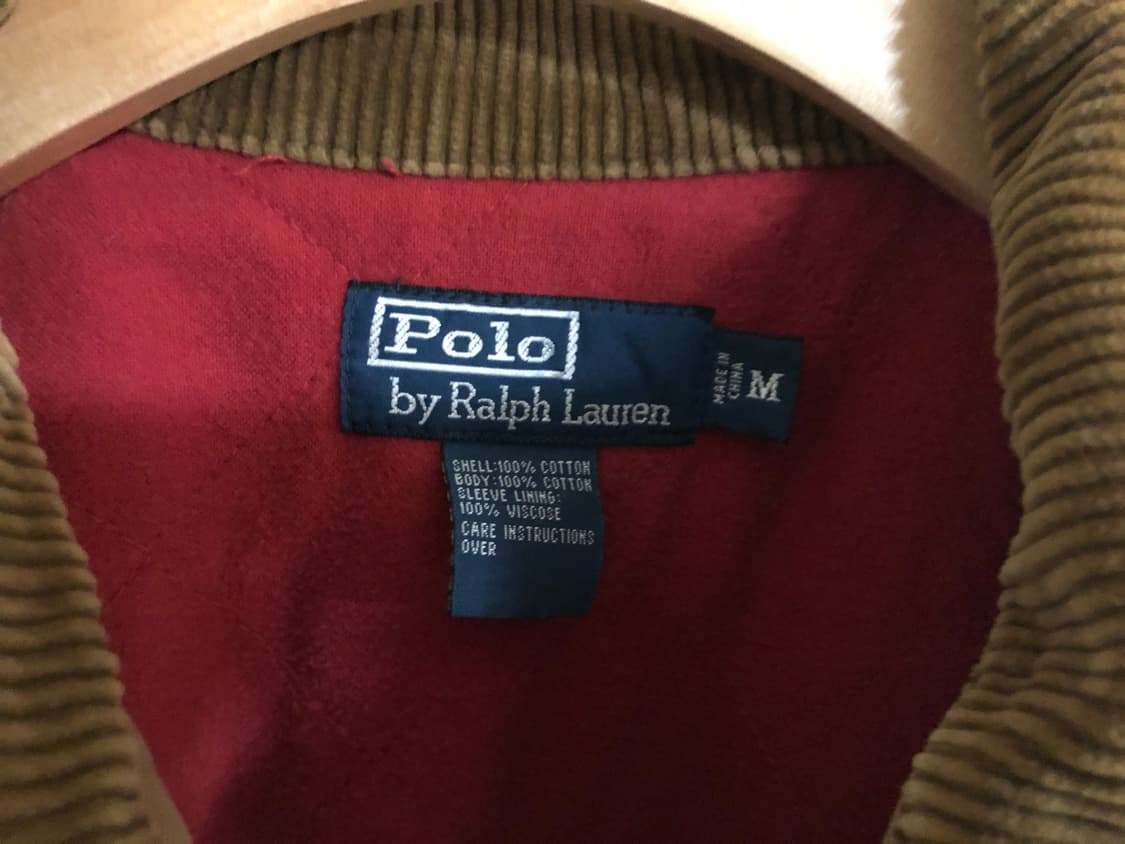 Polo
by Ralph Lauren
MADE IN
CHINA
M
SHELL:100% COTTON
BODY:100% COTTON
SLEEVE LINING:
100% VISCOSE
CARE INSTRUCTIONS
OVER